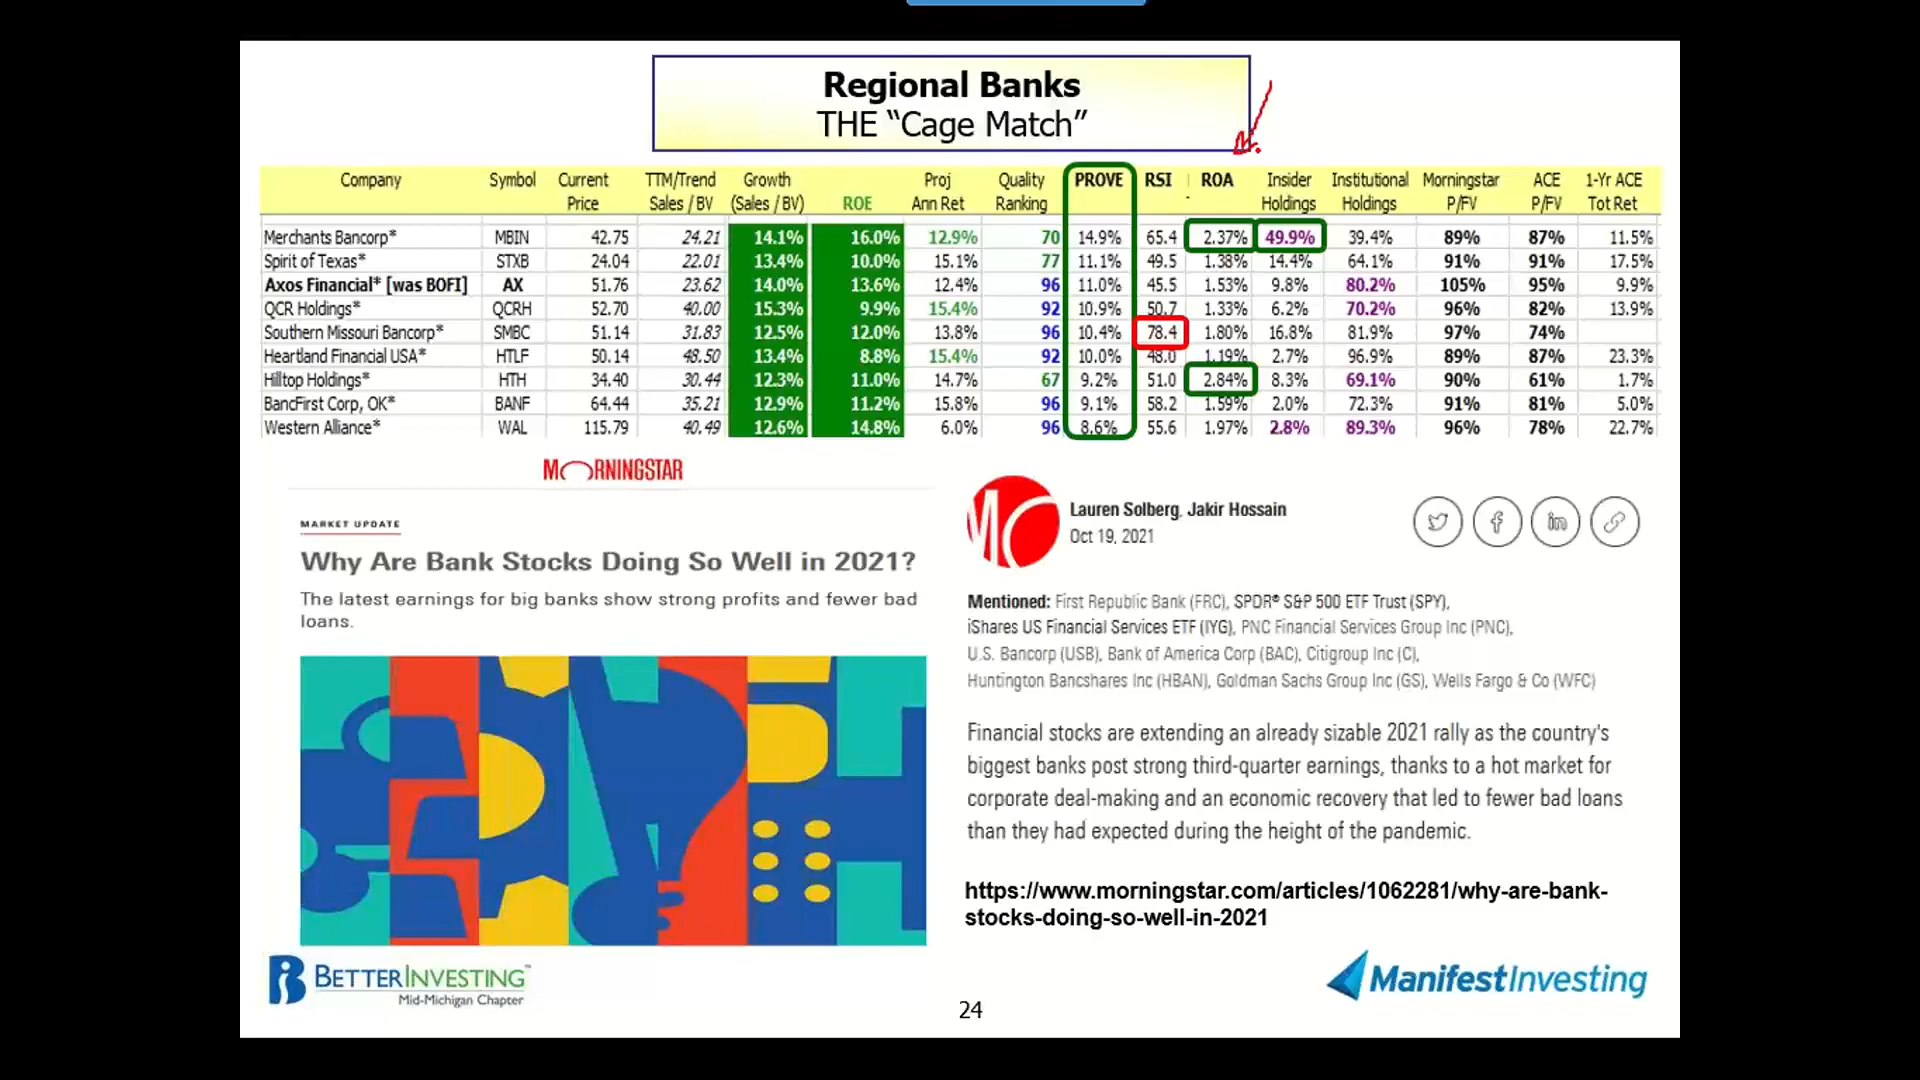 Regional Banks
THE “Cage Match”
Company Symbol Current Price TTM/Trend Sales / BV Growth (Sales / BV) ROE Proj Ann Ret Quality Ranking PROVE RSI ROA Insider Holdings Institutional Holdings Morningstar P/FV ACE P/FV 1-Yr ACE Tot Ret
Merchants Bancorp* MBIN 42.75 24.21 14.1% 16.0% 12.9% 70 14.9% 65.4 2.37% 49.9% 39.4% 89% 87% 11.5%
Spirit of Texas* STXB 24.04 22.01 13.4% 10.0% 15.1% 77 11.1% 49.5 1.38% 14.4% 64.1% 91% 91% 17.5%
Axos Financial* [was BOFI] AX 51.76 23.62 14.0% 13.6% 12.4% 96 11.0% 45.5 1.53% 9.8% 80.2% 105% 95% 9.9%
QCR Holdings* QCRH 52.70 40.00 15.3% 9.9% 15.4% 92 10.9% 50.7 1.33% 6.2% 70.2% 96% 82% 13.9%
Southern Missouri Bancorp* SMBC 51.14 31.83 12.5% 12.0% 13.8% 96 10.4% 78.4 1.80% 16.8% 81.9% 97% 74%
Heartland Financial USA* HTLF 50.14 48.50 13.4% 8.8% 15.4% 92 10.0% 48.0 1.19% 2.7% 96.9% 89% 87% 23.3%
Hilltop Holdings* HTH 34.40 30.44 12.3% 11.0% 14.7% 67 9.2% 51.0 2.84% 8.3% 69.1% 90% 61% 1.7%
BancFirst Corp, OK* BANF 64.44 35.21 12.9% 11.2% 15.8% 96 9.1% 58.2 1.59% 2.0% 72.3% 91% 81% 5.0%
Western Alliance* WAL 115.79 40.49 12.6% 14.8% 6.0% 96 8.6% 55.6 1.97% 2.8% 89.3% 96% 78% 22.7%
MORNINGSTAR
MARKET UPDATE
Why Are Bank Stocks Doing So Well in 2021?
The latest earnings for big banks show strong profits and fewer bad
loans.
Lauren Solberg, Jakir Hossain
Oct 19, 2021
Mentioned: First Republic Bank (FRC), SPDR® S&P 500 ETF Trust (SPY),
iShares US Financial Services ETF (IYG), PNC Financial Services Group Inc (PNC),
U.S. Bancorp (USB), Bank of America Corp (BAC), Citigroup Inc (C),
Huntington Bancshares Inc (HBAN), Goldman Sachs Group Inc (GS), Wells Fargo & Co (WFC)
Financial stocks are extending an already sizable 2021 rally as the country's
biggest banks post strong third-quarter earnings, thanks to a hot market for
corporate deal-making and an economic recovery that led to fewer bad loans
than they had expected during the height of the pandemic.
https://www.morningstar.com/articles/1062281/why-are-bank-
stocks-doing-so-well-in-2021
BETTERINVESTING™
Mid-Michigan Chapter
ManifestInvesting
24